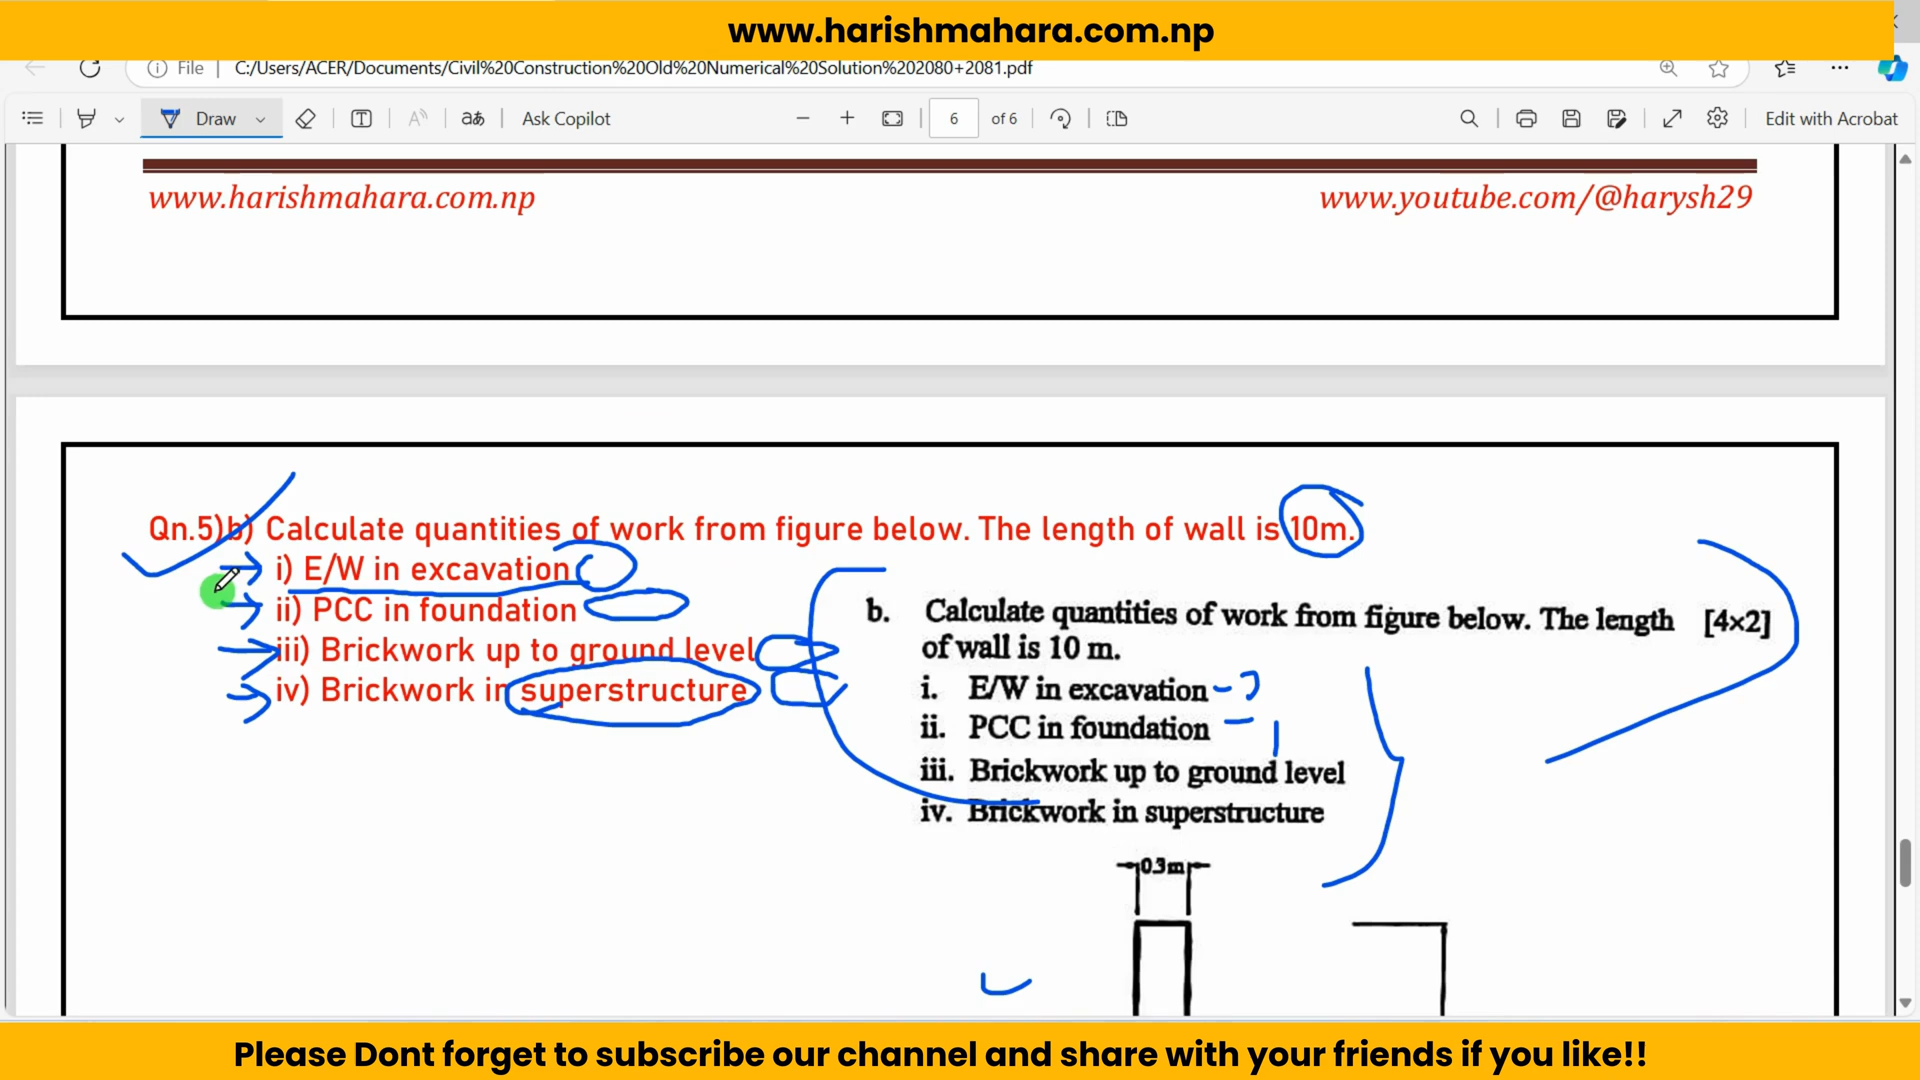 www.harishmahara.com.np
File | C:/Users/ACER/Documents/Civil%20Construction%20Old%20Numerical%20Solution%202080+2081.pdf
Draw
Ask Copilot
6 of 6
Edit with Acrobat
www.harishmahara.com.np www.youtube.com/@harysh29
Qn.5)b) Calculate quantities of work from figure below. The length of wall is 10m.
i) E/W in excavation
ii) PCC in foundation
iii) Brickwork up to ground level
iv) Brickwork in superstructure
b. Calculate quantities of work from figure below. The length [4×2]
of wall is 10 m.
i. E/W in excavation
ii. PCC in foundation
iii. Brickwork up to ground level
iv. Brickwork in superstructure
0.3m
Please Dont forget to subscribe our channel and share with your friends if you like!!